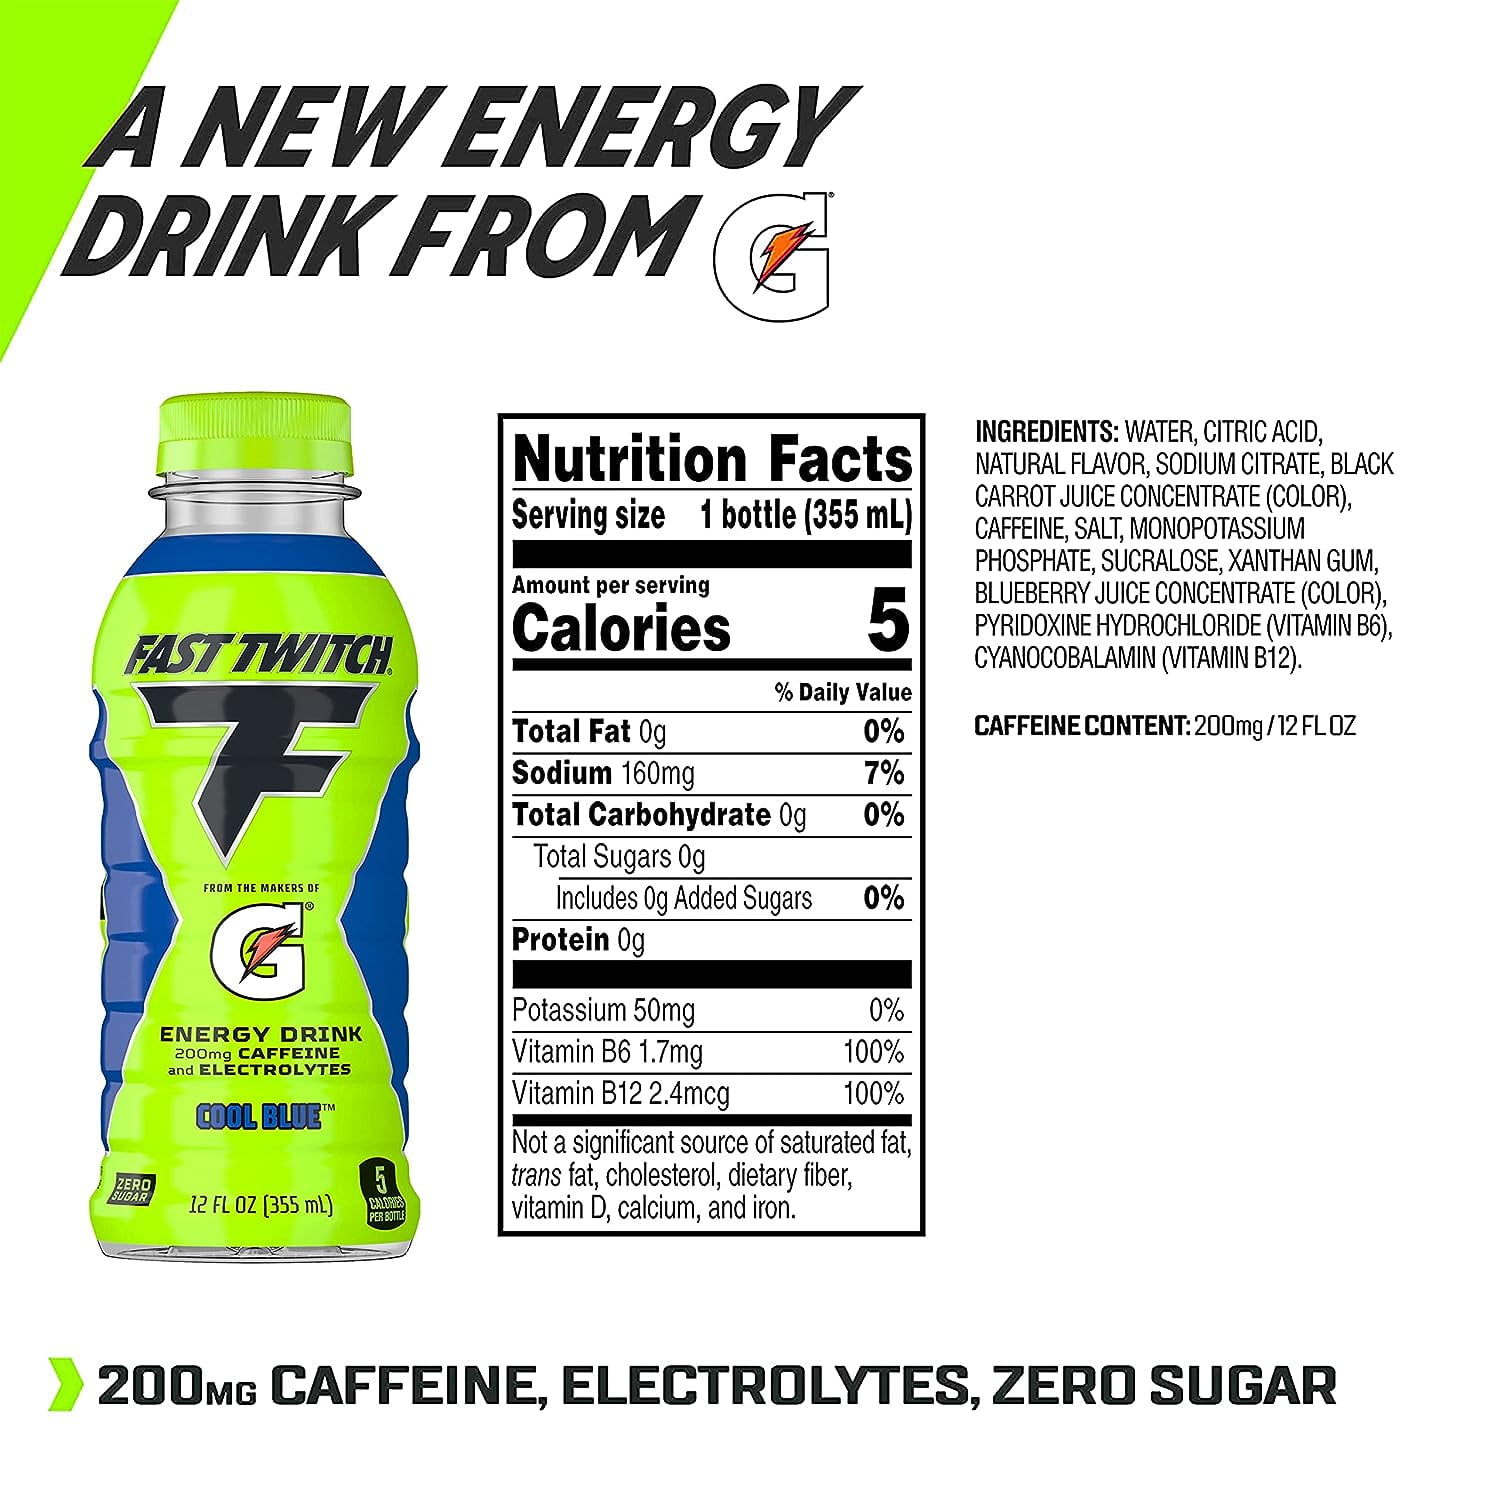 A NEW ENERGY
DRINK FROM G®
FAST TWITCH®
FROM THE MAKERS OF
G®
ENERGY DRINK
200mg CAFFEINE
and ELECTROLYTES
COOL BLUE™
ZERO
SUGAR
12 FL OZ (355 mL)
5
CALORIES
PER BOTTLE
Nutrition Facts
Serving size 1 bottle (355 mL)
Amount per serving
Calories 5
% Daily Value
Total Fat 0g 0%
Sodium 160mg 7%
Total Carbohydrate 0g 0%
Total Sugars 0g
Includes 0g Added Sugars 0%
Protein 0g
Potassium 50mg 0%
Vitamin B6 1.7mg 100%
Vitamin B12 2.4mcg 100%
Not a significant source of saturated fat,
trans fat, cholesterol, dietary fiber,
vitamin D, calcium, and iron.
INGREDIENTS: WATER, CITRIC ACID,
NATURAL FLAVOR, SODIUM CITRATE, BLACK
CARROT JUICE CONCENTRATE (COLOR),
CAFFEINE, SALT, MONOPOTASSIUM
PHOSPHATE, SUCRALOSE, XANTHAN GUM,
BLUEBERRY JUICE CONCENTRATE (COLOR),
PYRIDOXINE HYDROCHLORIDE (VITAMIN B6),
CYANOCOBALAMIN (VITAMIN B12).
CAFFEINE CONTENT: 200mg / 12 FL OZ
200MG CAFFEINE, ELECTROLYTES, ZERO SUGAR